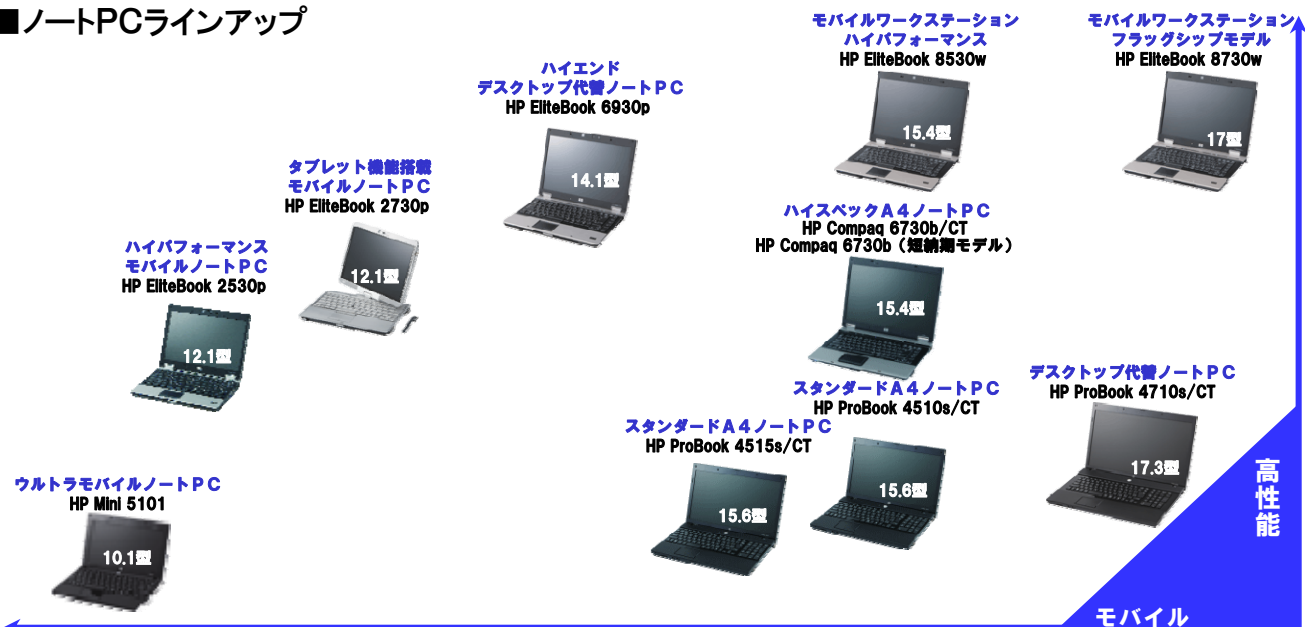 ■ノートPCラインアップ
モバイルワークステーション
ハイパフォーマンス
HP EliteBook 8530w
15.4型
モバイルワークステーション
フラッグシップモデル
HP EliteBook 8730w
17型
ハイエンド
デスクトップ代替ノートPC
HP EliteBook 6930p
14.1型
タブレット機能搭載
モバイルノートPC
HP EliteBook 2730p
12.1型
ハイパフォーマンス
モバイルノートPC
HP EliteBook 2530p
12.1型
ハイスペックA4ノートPC
HP Compaq 6730b/CT
HP Compaq 6730b（短納期モデル）
15.4型
デスクトップ代替ノートPC
HP ProBook 4710s/CT
17.3型
スタンダードA4ノートPC
HP ProBook 4510s/CT
15.6型
スタンダードA4ノートPC
HP ProBook 4515s/CT
15.6型
ウルトラモバイルノートPC
HP Mini 5101
10.1型
高性能
モバイル